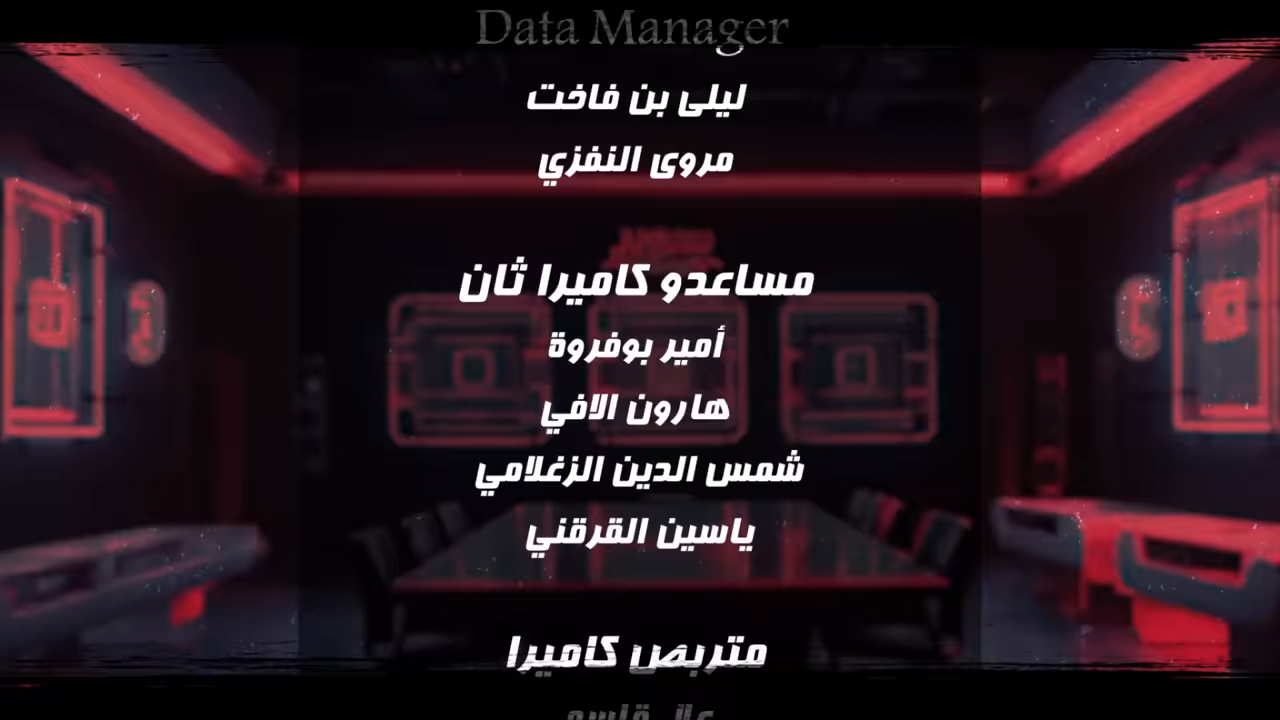 Data Manager
ليلى بن فاخت
مروى النفزي
مساعدو كاميرا ثان
أمير بوفروة
هارون الافي
شمس الدين الزغلامي
ياسين القرقني
متربص كاميرا